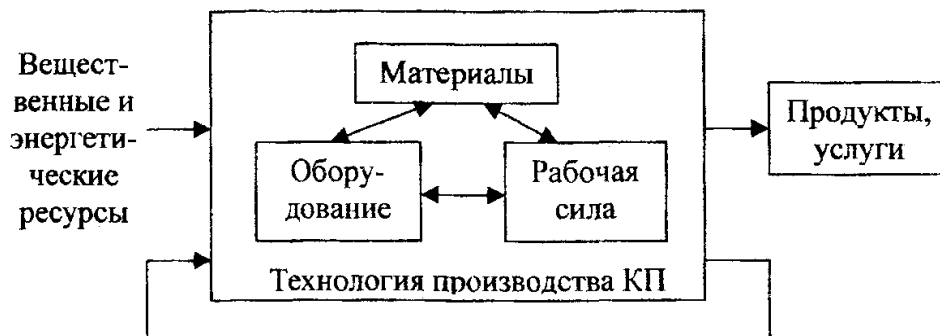 Вещест-
венные и
энергети-
ческие
ресурсы
Материалы
Обору-
дование
Рабочая
сила
Технология производства КП
Продукты,
услуги